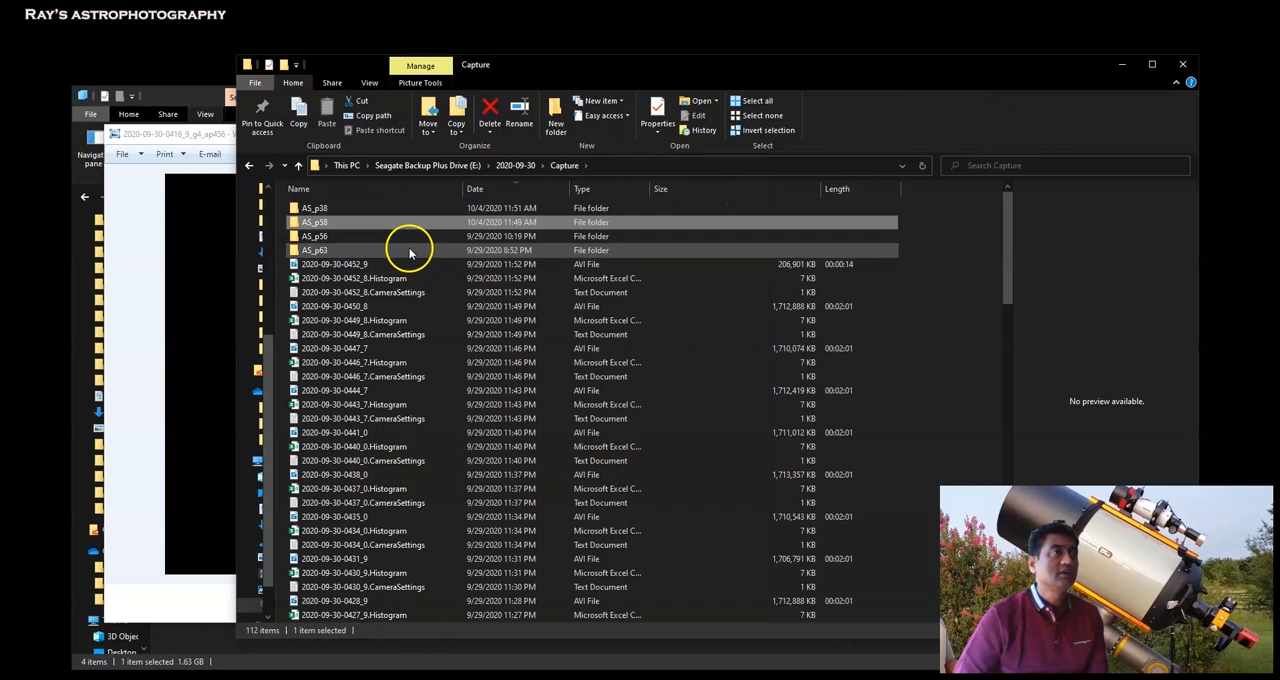 Ray's astrophotography
Manage
Capture
File
Home
Share
View
Picture Tools
Pin to Quick
access
Copy
Paste
Cut
Copy path
Paste shortcut
Clipboard
Move
to
Copy
to
Delete
Rename
Organize
New
folder
New item
Easy access
New
Properties
Open
Edit
History
Open
Select all
Select none
Invert selection
Select
This PC > Seagate Backup Plus Drive (E:) > 2020-09-30 > Capture >
Search Capture
File Home Share View
Navigat
pane
2020-09-30-0416_9_g4_ap456 -
File Print E-mail
Name Date Type Size Length
AS_p38 10/4/2020 11:51 AM File folder
AS_p58 10/4/2020 11:49 AM File folder
AS_p56 9/29/2020 10:19 PM File folder
AS_p63 9/29/2020 8:52 PM File folder
2020-09-30-0452_9 9/29/2020 11:52 PM AVI File 206,901 KB 00:00:14
2020-09-30-0452_8.Histogram 9/29/2020 11:52 PM Microsoft Excel C... 7 KB
2020-09-30-0452_8.CameraSettings 9/29/2020 11:52 PM Text Document 1 KB
2020-09-30-0450_8 9/29/2020 11:52 PM AVI File 1,712,888 KB 00:02:01
2020-09-30-0449_8.Histogram 9/29/2020 11:49 PM Microsoft Excel C... 7 KB
2020-09-30-0449_8.CameraSettings 9/29/2020 11:49 PM Text Document 1 KB
2020-09-30-0447_7 9/29/2020 11:46 PM AVI File 1,710,074 KB 00:02:01
2020-09-30-0446_7.Histogram 9/29/2020 11:46 PM Microsoft Excel C... 7 KB
2020-09-30-0446_7.CameraSettings 9/29/2020 11:46 PM Text Document 1 KB
2020-09-30-0444_7 9/29/2020 11:43 PM AVI File 1,712,419 KB 00:02:01
2020-09-30-0443_7.Histogram 9/29/2020 11:43 PM Microsoft Excel C... 7 KB
2020-09-30-0443_7.CameraSettings 9/29/2020 11:43 PM Text Document 1 KB
2020-09-30-0441_0 9/29/2020 11:40 PM AVI File 1,711,012 KB 00:02:01
2020-09-30-0440_0.Histogram 9/29/2020 11:40 PM Microsoft Excel C... 7 KB
2020-09-30-0440_0.CameraSettings 9/29/2020 11:40 PM Text Document 1 KB
2020-09-30-0438_0 9/29/2020 11:37 PM AVI File 1,713,357 KB 00:02:01
2020-09-30-0437_0.Histogram 9/29/2020 11:37 PM Microsoft Excel C... 7 KB
2020-09-30-0437_0.CameraSettings 9/29/2020 11:37 PM Text Document 1 KB
2020-09-30-0435_0 9/29/2020 11:34 PM AVI File 1,710,543 KB 00:02:01
2020-09-30-0434_0.Histogram 9/29/2020 11:34 PM Microsoft Excel C... 7 KB
2020-09-30-0434_0.CameraSettings 9/29/2020 11:34 PM Text Document 1 KB
2020-09-30-0431_9 9/29/2020 11:31 PM AVI File 1,706,791 KB 00:02:01
2020-09-30-0430_9.Histogram 9/29/2020 11:31 PM Microsoft Excel C... 7 KB
2020-09-30-0430_9.CameraSettings 9/29/2020 11:30 PM Text Document 1 KB
2020-09-30-0428_9 9/29/2020 11:28 PM AVI File 1,712,888 KB 00:02:01
2020-09-30-0427_9.Histogram 9/29/2020 11:27 PM Microsoft Excel C... 7 KB
No preview available.
112 items 1 item selected
3D Objec
Desktop
4 items 1 item selected 1.63 GB